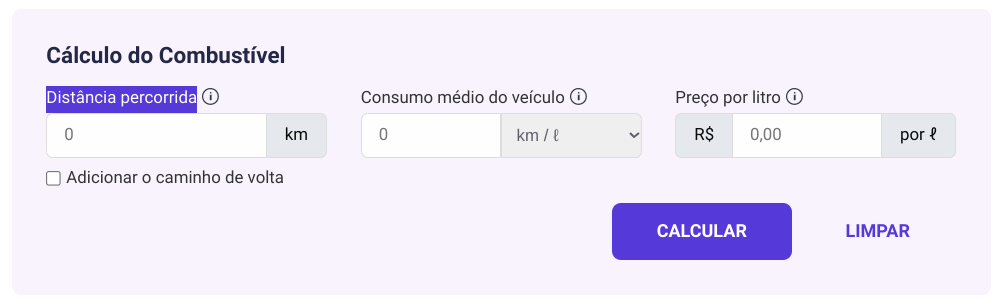 Cálculo do Combustível
Distância percorrida
Consumo médio do veículo
Preço por litro
0 km
0 km / ℓ
R$ 0,00 por ℓ
Adicionar o caminho de volta
CALCULAR
LIMPAR